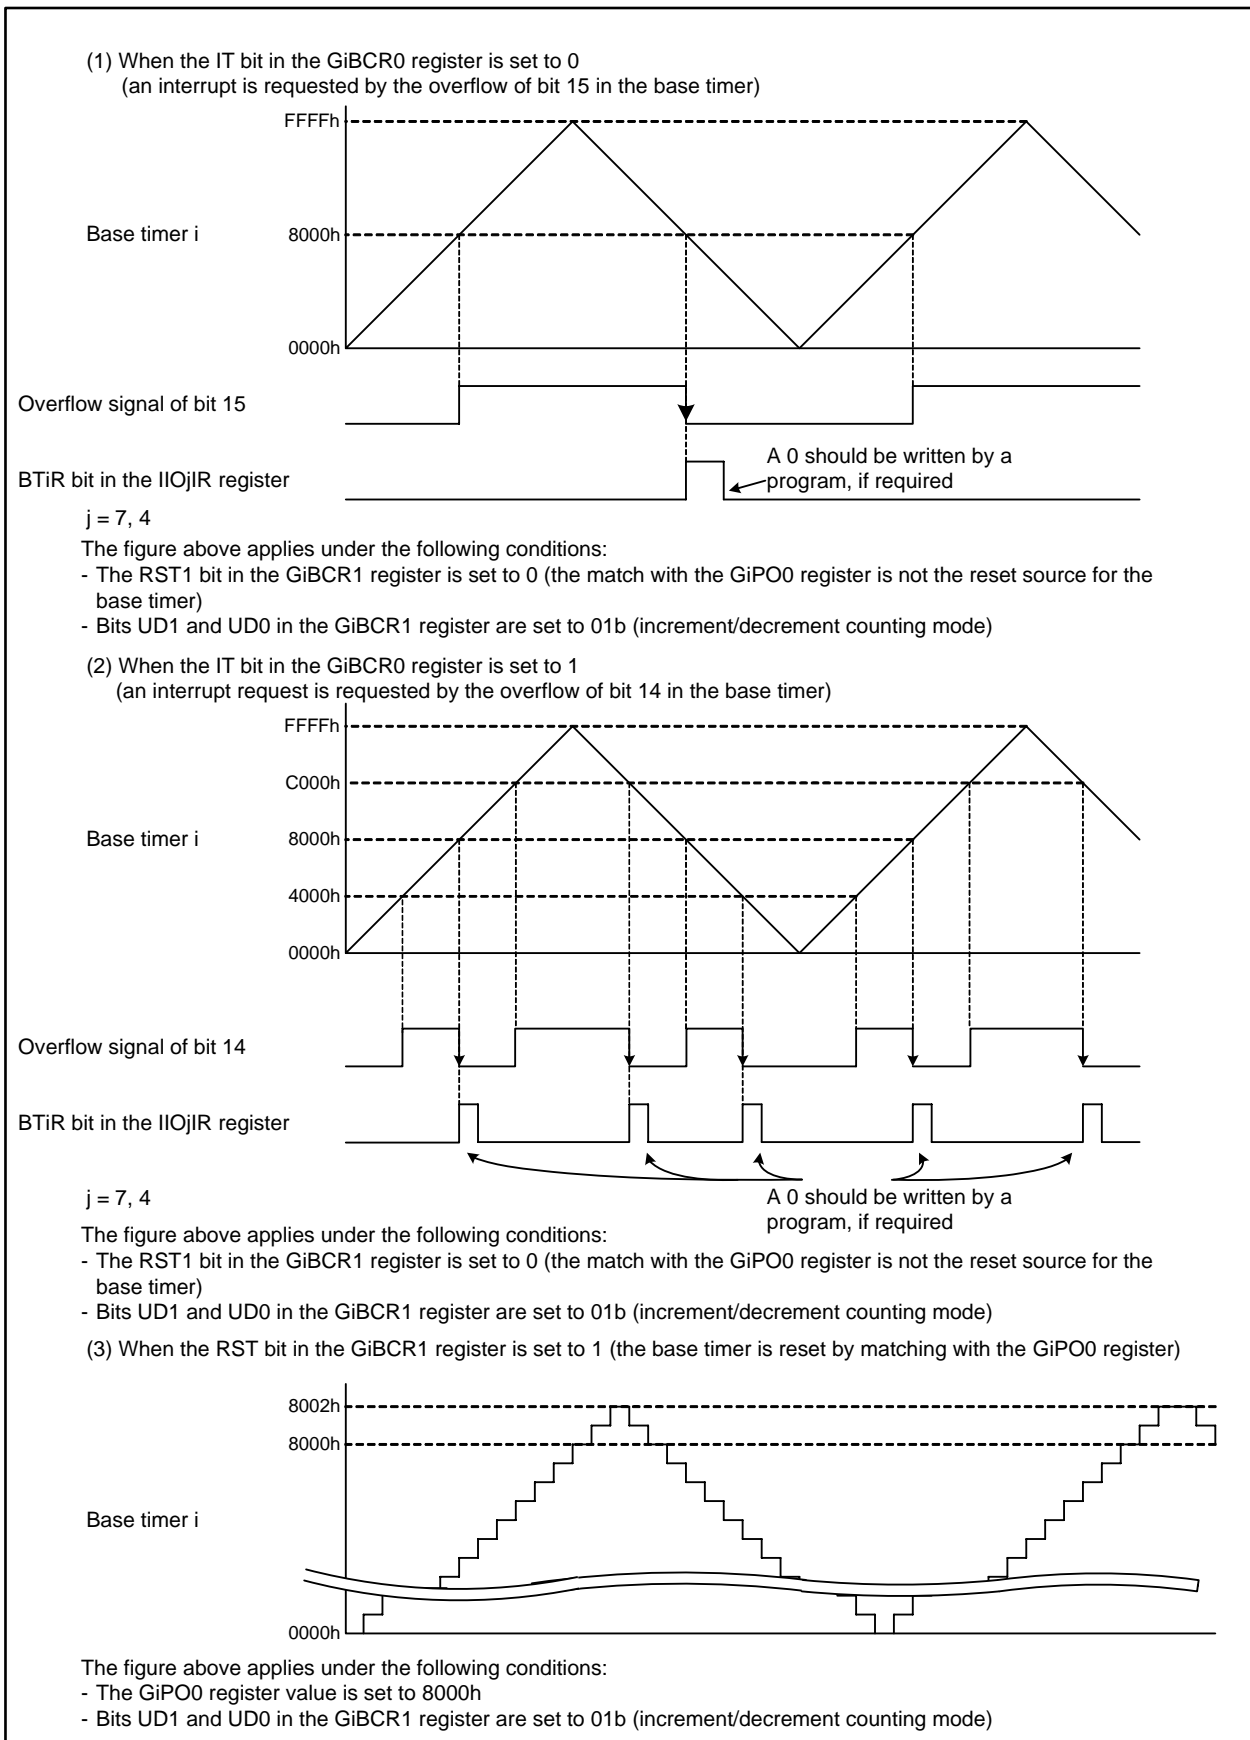 (1) When the IT bit in the GiBCR0 register is set to 0
(an interrupt is requested by the overflow of bit 15 in the base timer)
FFFFh
Base timer i
8000h
0000h
Overflow signal of bit 15
BTiR bit in the IIOjIR register
A 0 should be written by a
program, if required
j = 7, 4
The figure above applies under the following conditions:
- The RST1 bit in the GiBCR1 register is set to 0 (the match with the GiPO0 register is not the reset source for the
base timer)
- Bits UD1 and UD0 in the GiBCR1 register are set to 01b (increment/decrement counting mode)
(2) When the IT bit in the GiBCR0 register is set to 1
(an interrupt request is requested by the overflow of bit 14 in the base timer)
FFFFh
C000h
Base timer i
8000h
4000h
0000h
Overflow signal of bit 14
BTiR bit in the IIOjIR register
j = 7, 4
A 0 should be written by a
program, if required
The figure above applies under the following conditions:
- The RST1 bit in the GiBCR1 register is set to 0 (the match with the GiPO0 register is not the reset source for the
base timer)
- Bits UD1 and UD0 in the GiBCR1 register are set to 01b (increment/decrement counting mode)
(3) When the RST bit in the GiBCR1 register is set to 1 (the base timer is reset by matching with the GiPO0 register)
8002h
8000h
Base timer i
0000h
The figure above applies under the following conditions:
- The GiPO0 register value is set to 8000h
- Bits UD1 and UD0 in the GiBCR1 register are set to 01b (increment/decrement counting mode)